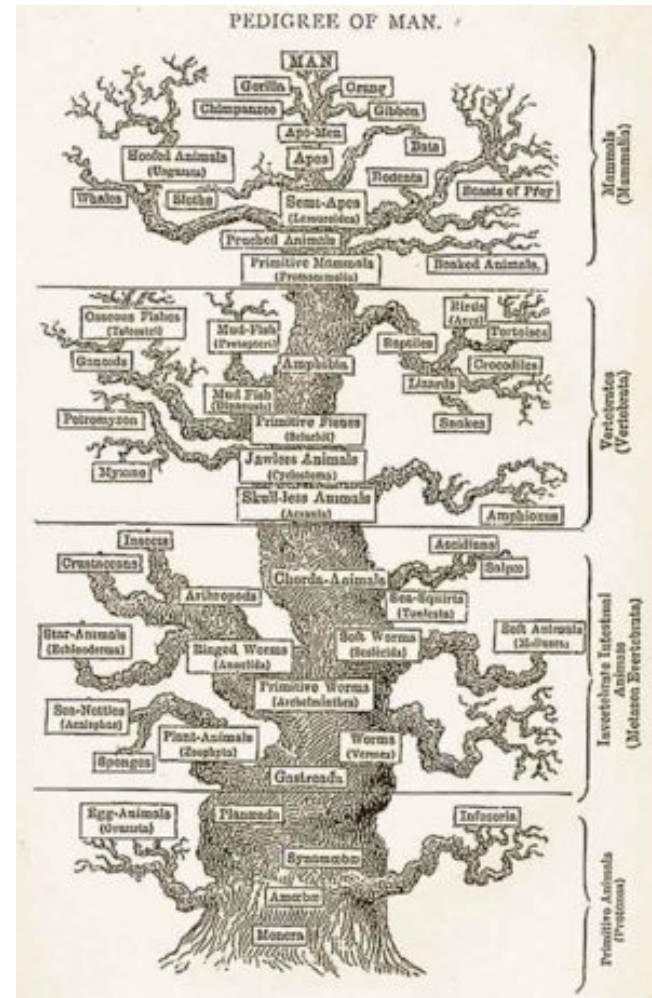 PEDIGREE OF MAN.
MAN
Gorilla
Orang
Chimpanzee
Gibbon
Ape-Men
Bats
Apes
Hoofed Animals
(Ungulata)
Rodents
Whales
Sloths
Semi-Apes
(Lemuroidea)
Beasts of Prey
Pouched Animals
Primitive Mammals
(Promammalia)
Beaked Animals.
Mammals
(Mammalia)
Osseous Fishes
(Teleostei)
Mud-Fish
(Protopteri)
Birds
(Aves)
Tortoises
Ganoids
Amphibia
Reptiles
Crocodiles
Mud Fish
Lizards
Petromyzon
Primitive Fishes
(Selachii)
Snakes
Myxine
Jawless Animals
(Cyclostoma)
Skull-less Animals
(Acrania)
Amphioxus
Vertebrates
(Vertebrata)
Insects
Ascidians
Crustaceans
Salpæ
Chorda-Animals
Arthropods
Sea-Squirts
(Tunicata)
Star-Animals
(Echinoderma)
Ringed Worms
(Annelida)
Soft Worms
(Scolecida)
Soft Animals
(Mollusca)
Primitive Worms
(Archelminthes)
Sea-Nettles
(Acalephæ)
Plant-Animals
(Zoophyta)
Worms
(Vermes)
Sponges
Gastreada
Invertebrate Intestinal
Animals
(Metazoa Evertebrata)
Egg-Animals
(Ovularia)
Planæada
Infusoria.
Synamœbæ
Amœbæ
Monera
Primitive Animals
(Protozoa)